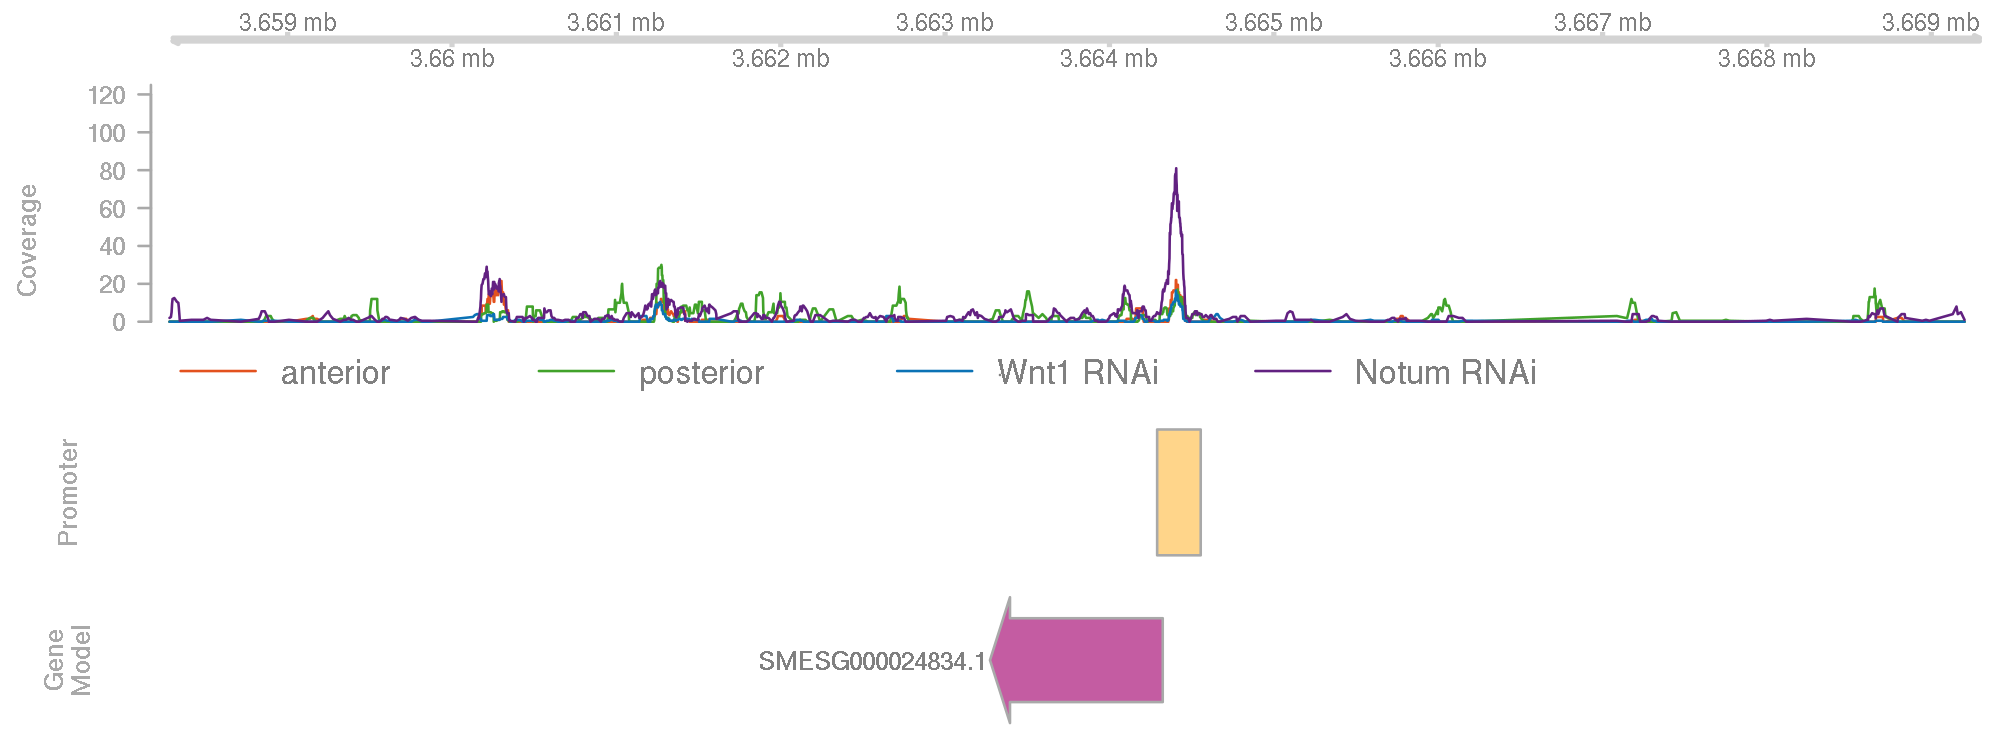 3.659 mb 3.661 mb 3.663 mb 3.665 mb 3.667 mb 3.669 mb
3.66 mb 3.662 mb 3.664 mb 3.666 mb 3.668 mb
Coverage
120
100
80
60
40
20
0
anterior posterior Wnt1 RNAi Notum RNAi
Promoter
Gene
Model
SMESG000024834.1